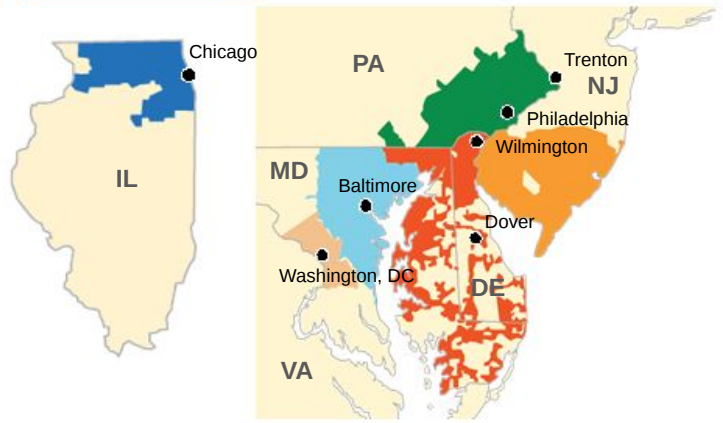 Chicago
IL
PA
Trenton
NJ
Philadelphia
Wilmington
MD
Baltimore
Dover
Washington, DC
DE
VA